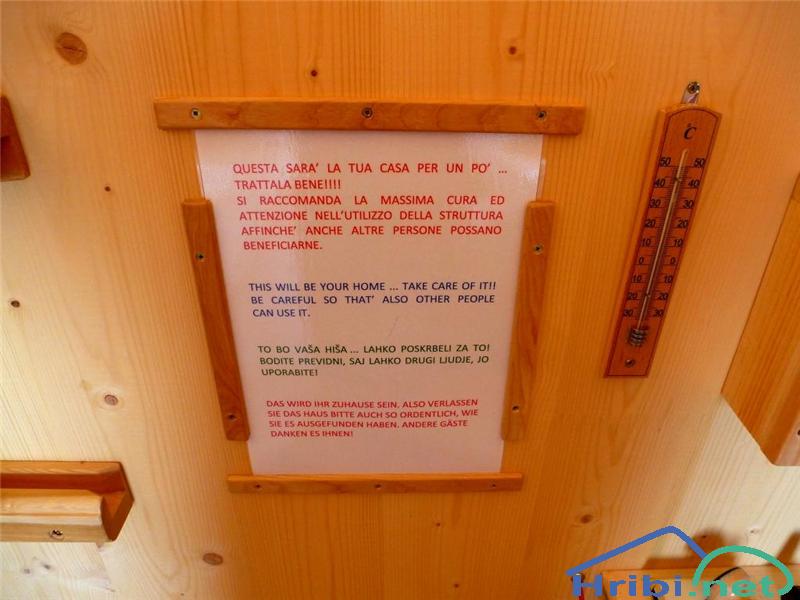 QUESTA SARA' LA TUA CASA PER UN PO' ...
TRATTALA BENE!!!!
SI RACCOMANDA LA MASSIMA CURA ED
ATTENZIONE NELL'UTILIZZO DELLA STRUTTURA
AFFINCHE' ANCHE ALTRE PERSONE POSSANO
BENEFICIARNE.
THIS WILL BE YOUR HOME ... TAKE CARE OF IT!!
BE CAREFUL SO THAT' ALSO OTHER PEOPLE
CAN USE IT.
TO BO VAŠA HIŠA ... LAHKO POSKRBELI ZA TO!
BODITE PREVIDNI, SAJ LAHKO DRUGI LJUDJE, JO
UPORABITE!
DAS WIRD IHR ZUHAUSE SEIN. ALSO VERLASSEN
SIE DAS HAUS BITTE AUCH SO ORDENTLICH, WIE
SIE ES AUSGEFUNDEN HABEN. ANDERE GÄSTE
DANKEN ES IHNEN!
°C
50 50
40 40
30 30
20 20
10 10
0 0
10 10
20 20
30 30
Hribi.net